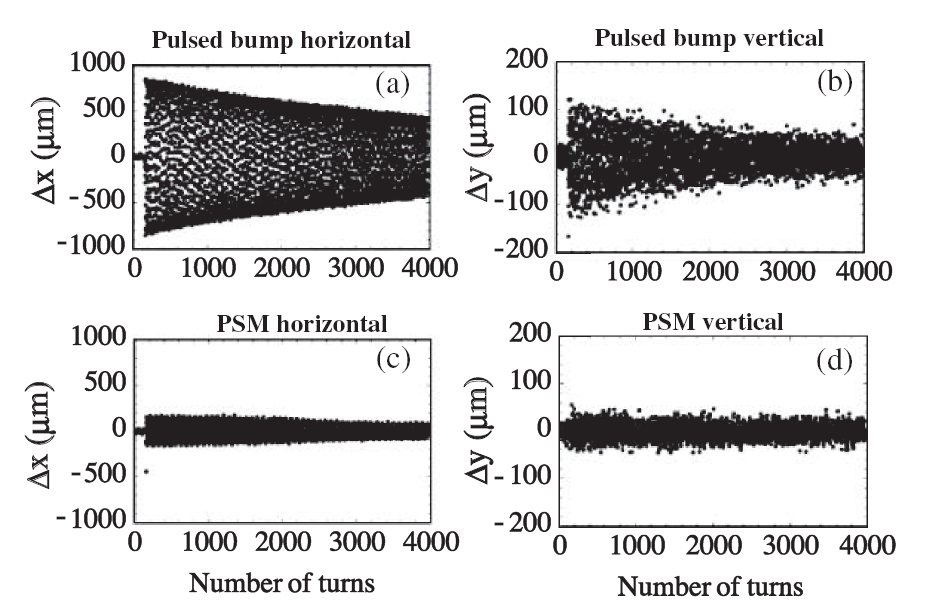 Pulsed bump horizontal
1000
500
0
-500
-1000
Δx (μm)
(a)
0 1000 2000 3000 4000
Pulsed bump vertical
200
100
0
-100
-200
Δy (μm)
(b)
0 1000 2000 3000 4000
PSM horizontal
1000
500
0
-500
-1000
Δx (μm)
(c)
0 1000 2000 3000 4000
Number of turns
PSM vertical
200
100
0
-100
-200
Δy (μm)
(d)
0 1000 2000 3000 4000
Number of turns